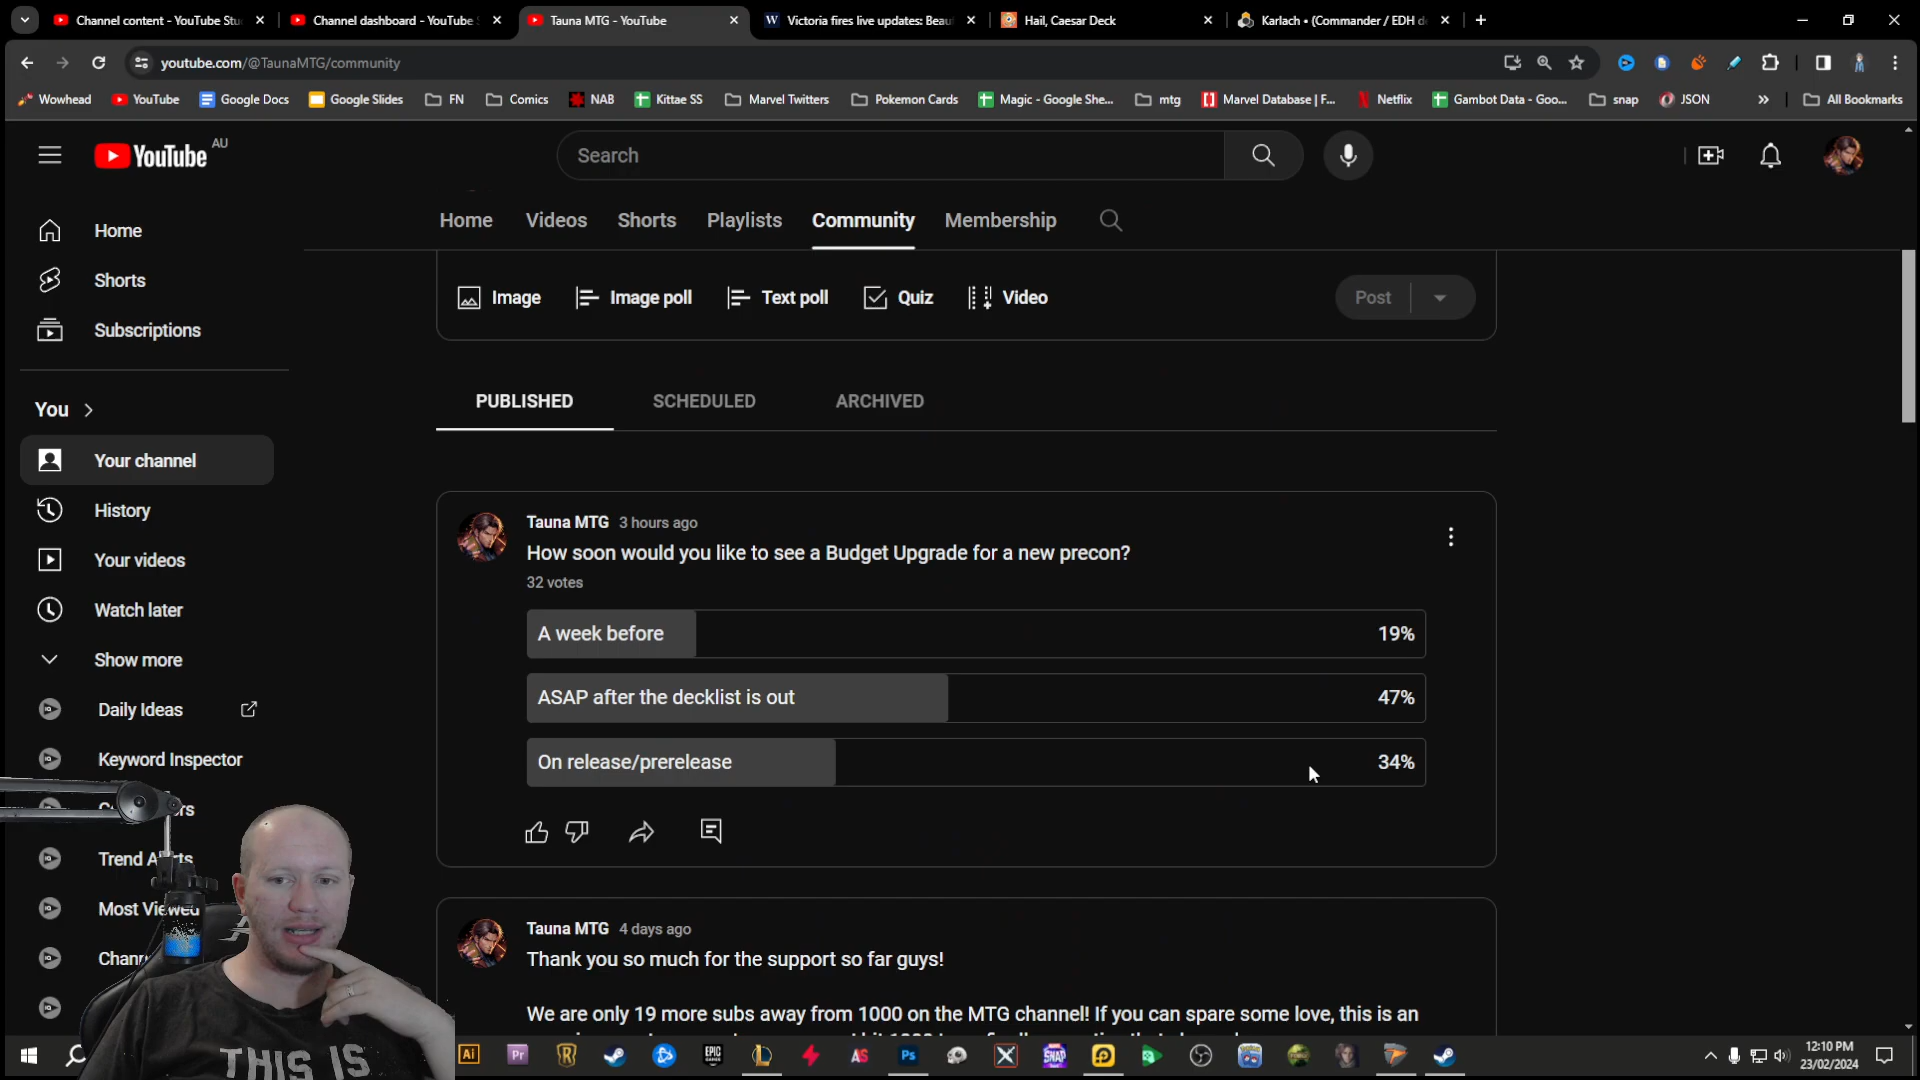 Channel content - YouTube Stu
Channel dashboard - YouTube S
Tauna MTG - YouTube
Victoria fires live updates: Beau
Hail, Caesar Deck
Karlach • (Commander / EDH d
youtube.com/@TaunaMTG/community
Wowhead
YouTube
Google Docs
Google Slides
FN
Comics
NAB
Kittae SS
Marvel Twitters
Pokemon Cards
Magic - Google She...
mtg
Marvel Database | F...
Netflix
Gambot Data - Goo...
snap
JSON
All Bookmarks
YouTube AU
Search
Home
Videos
Shorts
Playlists
Community
Membership
Home
Shorts
Subscriptions
You
Your channel
History
Your videos
Watch later
Show more
Daily Ideas
Keyword Inspector
Most Viewed
Image
Image poll
Text poll
Quiz
Video
Post
PUBLISHED
SCHEDULED
ARCHIVED
Tauna MTG 3 hours ago
How soon would you like to see a Budget Upgrade for a new precon?
32 votes
A week before 19%
ASAP after the decklist is out 47%
On release/prerelease 34%
Tauna MTG 4 days ago
Thank you so much for the support so far guys!
We are only 19 more subs away from 1000 on the MTG channel! If you can spare some love, this is an
THIS IS
Ai
Pr
EPIC
AS
Ps
SNAP
12:10 PM
23/02/2024